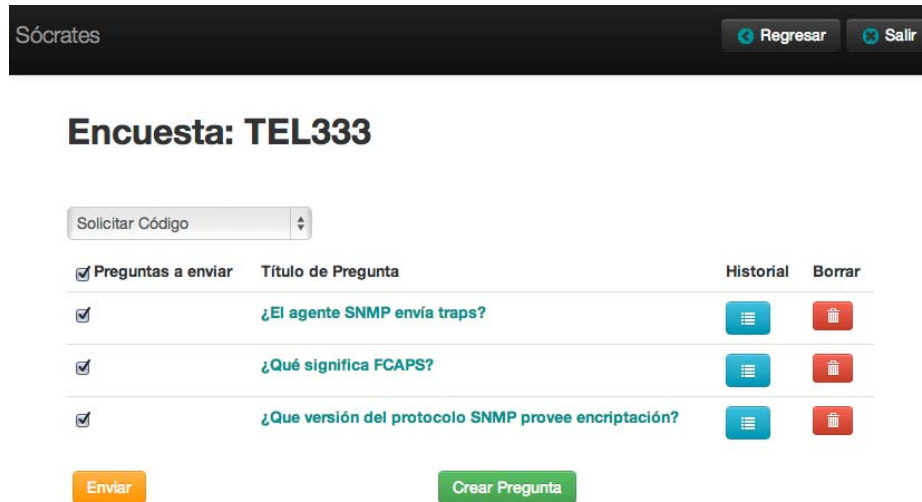 Sócrates
Regresar
Salir
Encuesta: TEL333
Solicitar Código
Preguntas a enviar Título de Pregunta Historial Borrar
¿El agente SNMP envía traps?
¿Qué significa FCAPS?
¿Que versión del protocolo SNMP provee encriptación?
Enviar
Crear Pregunta